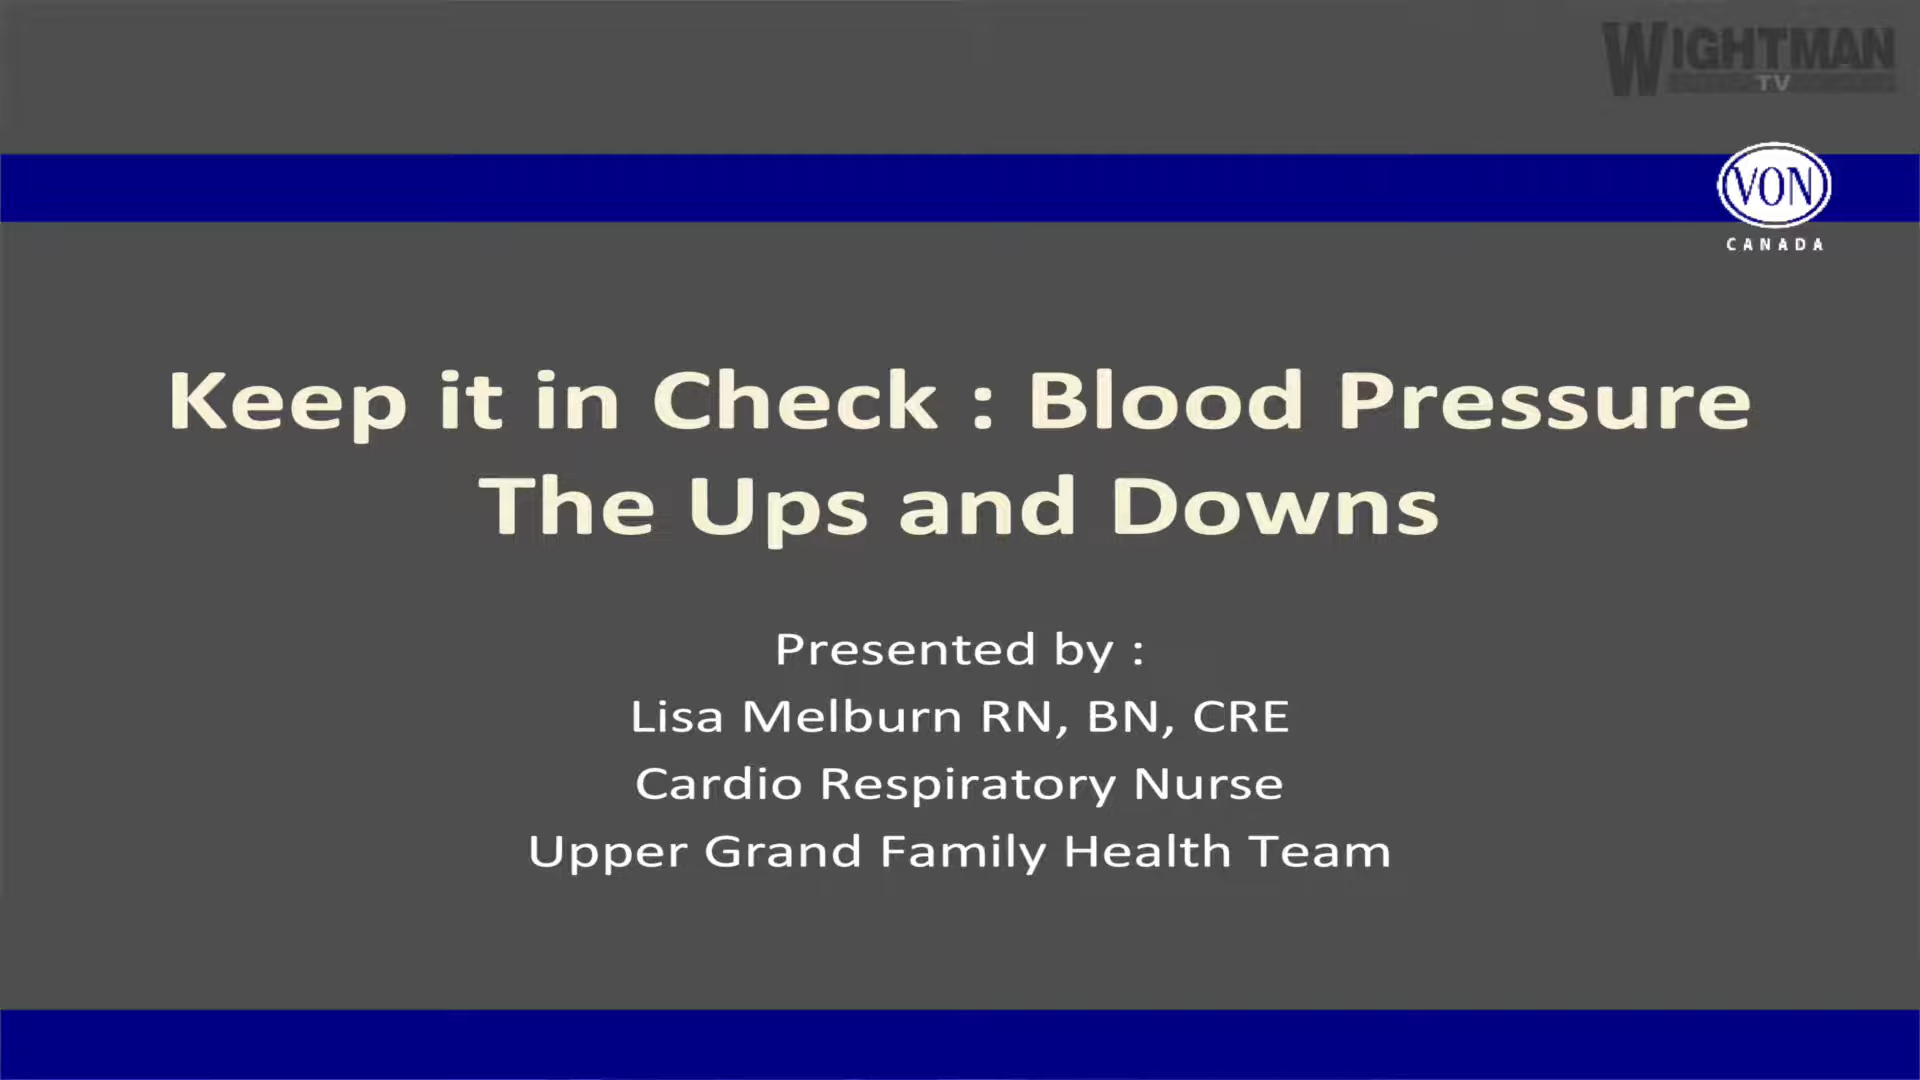 WIGHTMAN
TV
VON
CANADA
Keep it in Check : Blood Pressure
The Ups and Downs
Presented by :
Lisa Melburn RN, BN, CRE
Cardio Respiratory Nurse
Upper Grand Family Health Team